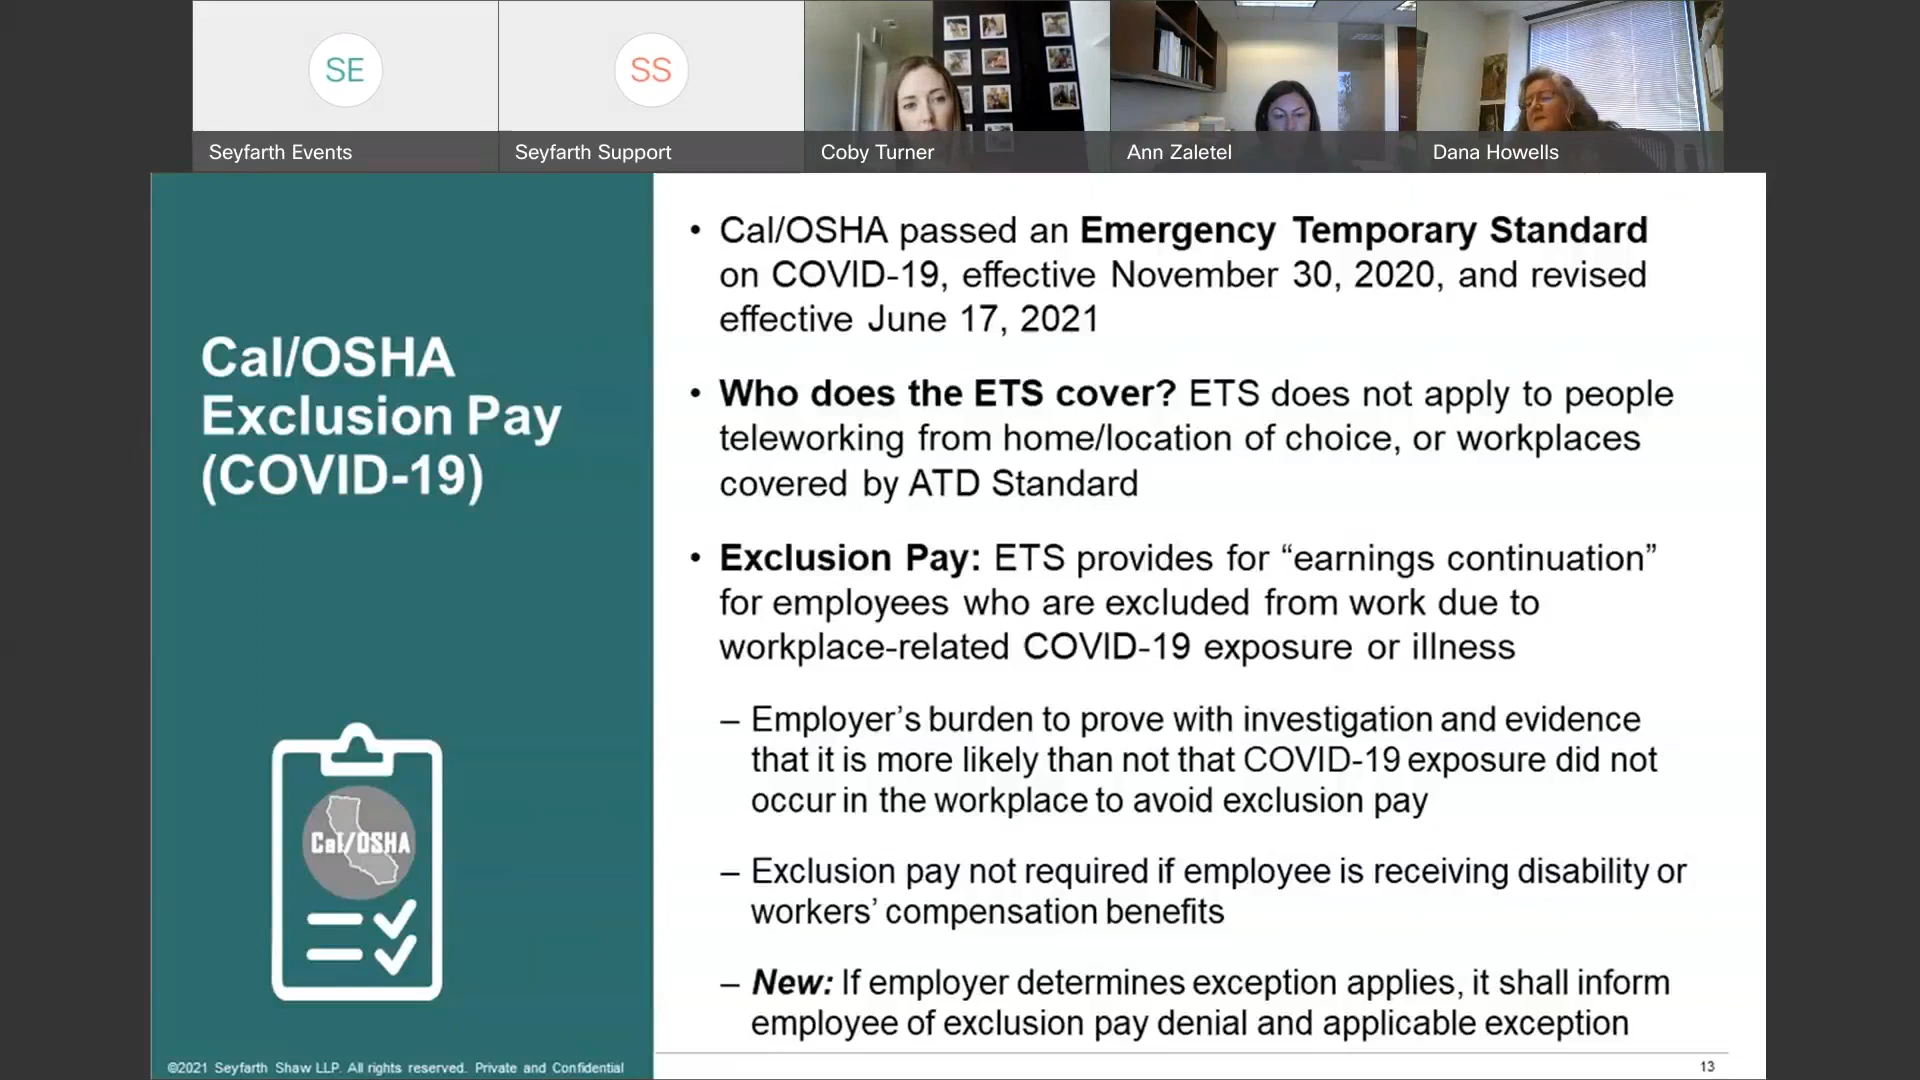 SE
SS
Seyfarth Events
Seyfarth Support
Coby Turner
Ann Zaletel
Dana Howells
Cal/OSHA
Exclusion Pay
(COVID-19)
Cal/OSHA
• Cal/OSHA passed an Emergency Temporary Standard
on COVID-19, effective November 30, 2020, and revised
effective June 17, 2021
• Who does the ETS cover? ETS does not apply to people
teleworking from home/location of choice, or workplaces
covered by ATD Standard
• Exclusion Pay: ETS provides for “earnings continuation”
for employees who are excluded from work due to
workplace-related COVID-19 exposure or illness
– Employer’s burden to prove with investigation and evidence
that it is more likely than not that COVID-19 exposure did not
occur in the workplace to avoid exclusion pay
– Exclusion pay not required if employee is receiving disability or
workers’ compensation benefits
– New: If employer determines exception applies, it shall inform
employee of exclusion pay denial and applicable exception
©2021 Seyfarth Shaw LLP. All rights reserved. Private and Confidential
13